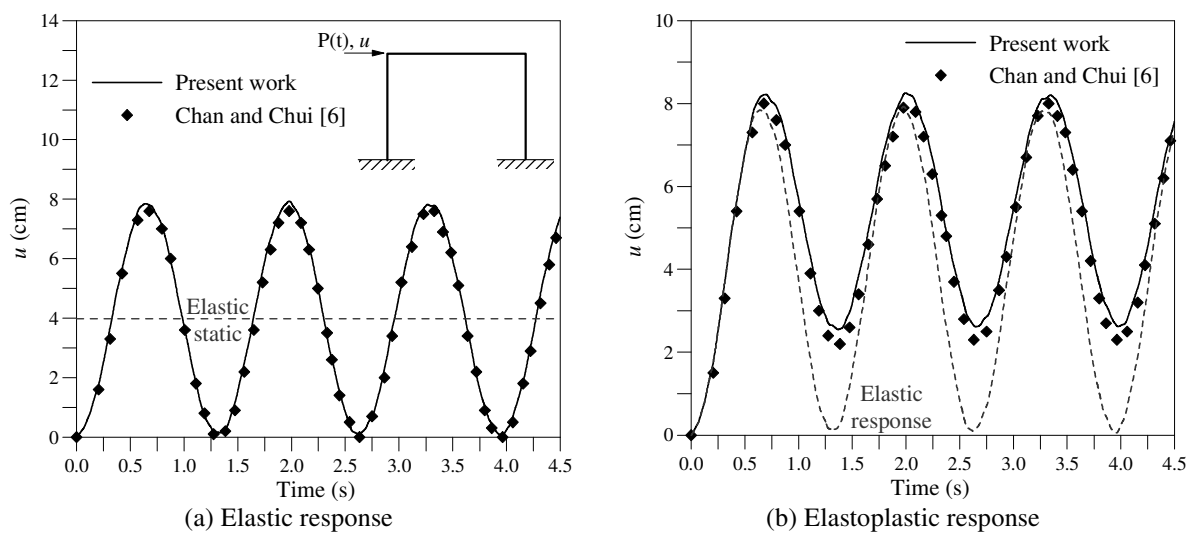 14
12
10
8
6
4
2
0
u (cm)
P(t), u
Present work
Chan and Chui [6]
Elastic
static
0.0 0.5 1.0 1.5 2.0 2.5 3.0 3.5 4.0 4.5
Time (s)
(a) Elastic response
10
8
6
4
2
0
u (cm)
Present work
Chan and Chui [6]
Elastic
response
0.0 0.5 1.0 1.5 2.0 2.5 3.0 3.5 4.0 4.5
Time (s)
(b) Elastoplastic response